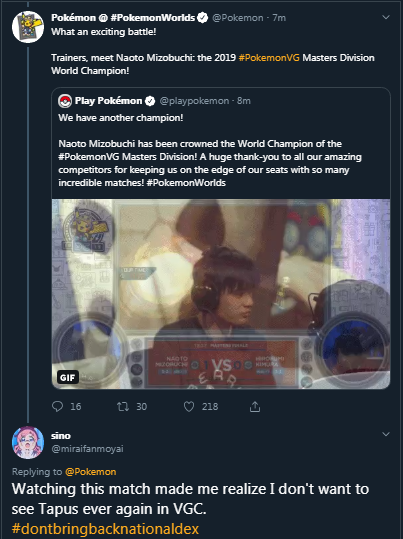 Pokémon @ #PokemonWorlds @Pokemon · 7m
What an exciting battle!
Trainers, meet Naoto Mizobuchi: the 2019 #PokemonVG Masters Division
World Champion!
Play Pokémon @playpokemon · 8m
We have another champion!
Naoto Mizobuchi has been crowned the World Champion of the
#PokemonVG Masters Division! A huge thank-you to all our amazing
competitors for keeping us on the edge of our seats with so many
incredible matches! #PokemonWorlds
NAOTO
MIZOBUCHI
VS
HIROFUMI
KIMURA
GIF
16
30
218
sino
@miraifanmoyai
Replying to @Pokemon
Watching this match made me realize I don't want to
see Tapus ever again in VGC.
#dontbringbacknationaldex